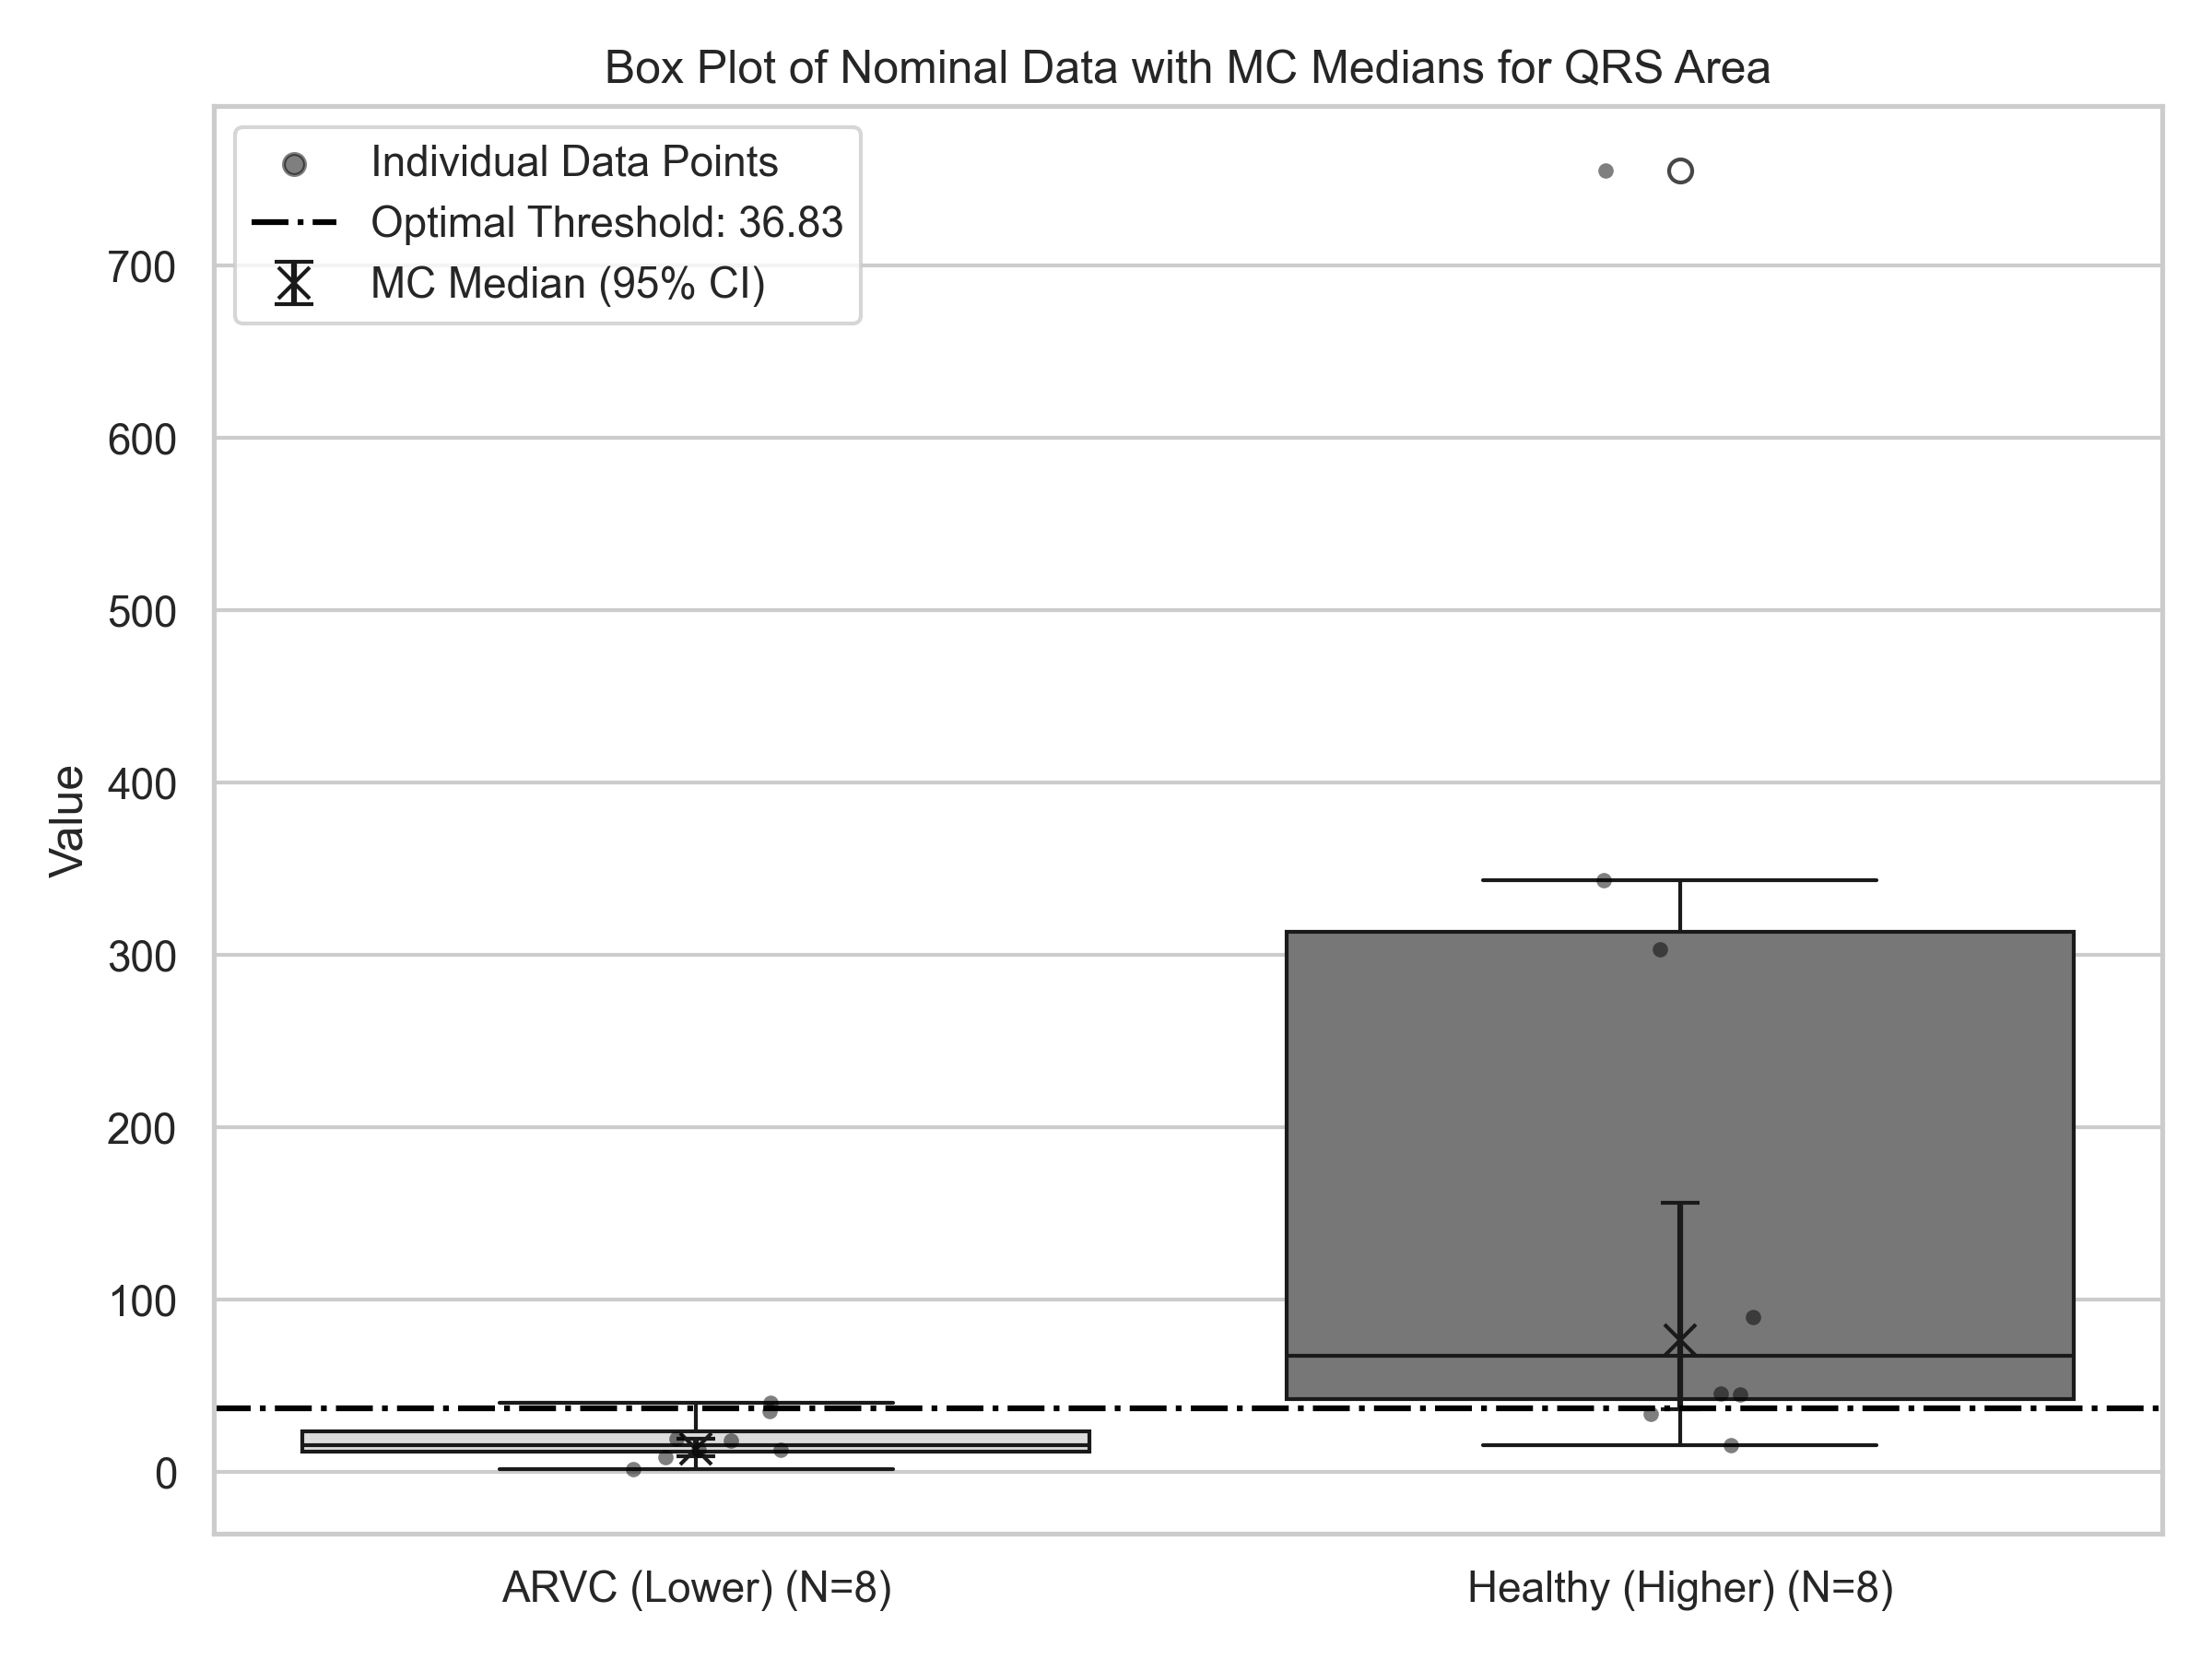 Box Plot of Nominal Data with MC Medians for QRS Area
Individual Data Points
Optimal Threshold: 36.83
MC Median (95% CI)
Value
700
600
500
400
300
200
100
0
ARVC (Lower) (N=8)
Healthy (Higher) (N=8)